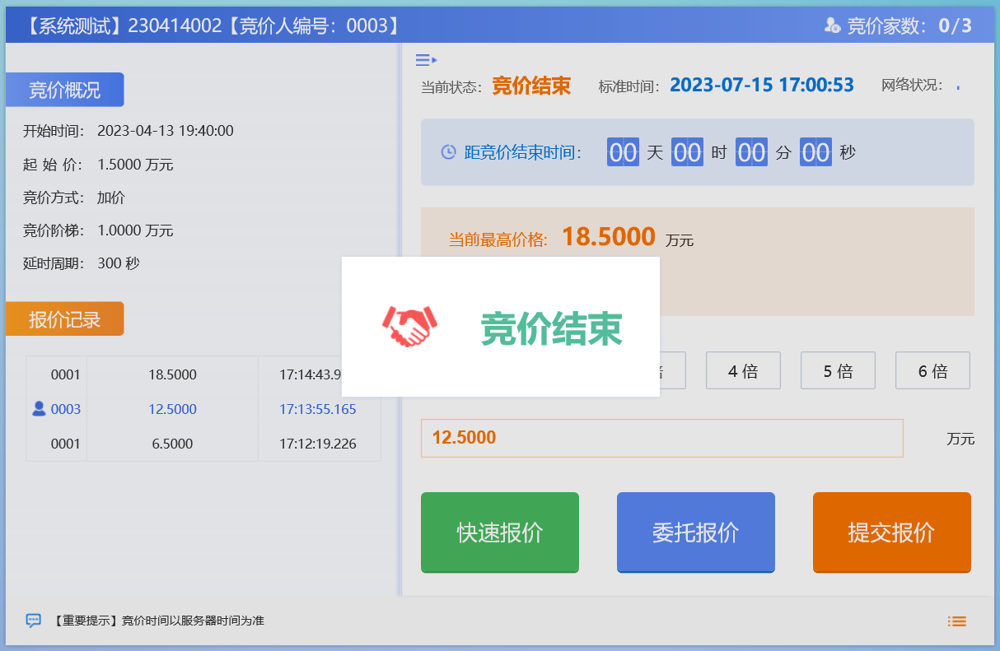 【系统测试】230414002【竞价人编号：0003】
竞价家数：0/3
竞价概况
开始时间： 2023-04-13 19:40:00
起 始 价： 1.5000 万元
竞价方式： 加价
竞价阶梯： 1.0000 万元
延时周期： 300 秒
报价记录
0001 18.5000 17:14:43.9
0003 12.5000 17:13:55.165
0001 6.5000 17:12:19.226
当前状态： 竞价结束 标准时间： 2023-07-15 17:00:53 网络状况：
距竞价结束时间： 00 天 00 时 00 分 00 秒
当前最高价格： 18.5000 万元
竞价结束
4 倍 5 倍 6 倍
12.5000 万元
快速报价 委托报价 提交报价
【重要提示】竞价时间以服务器时间为准